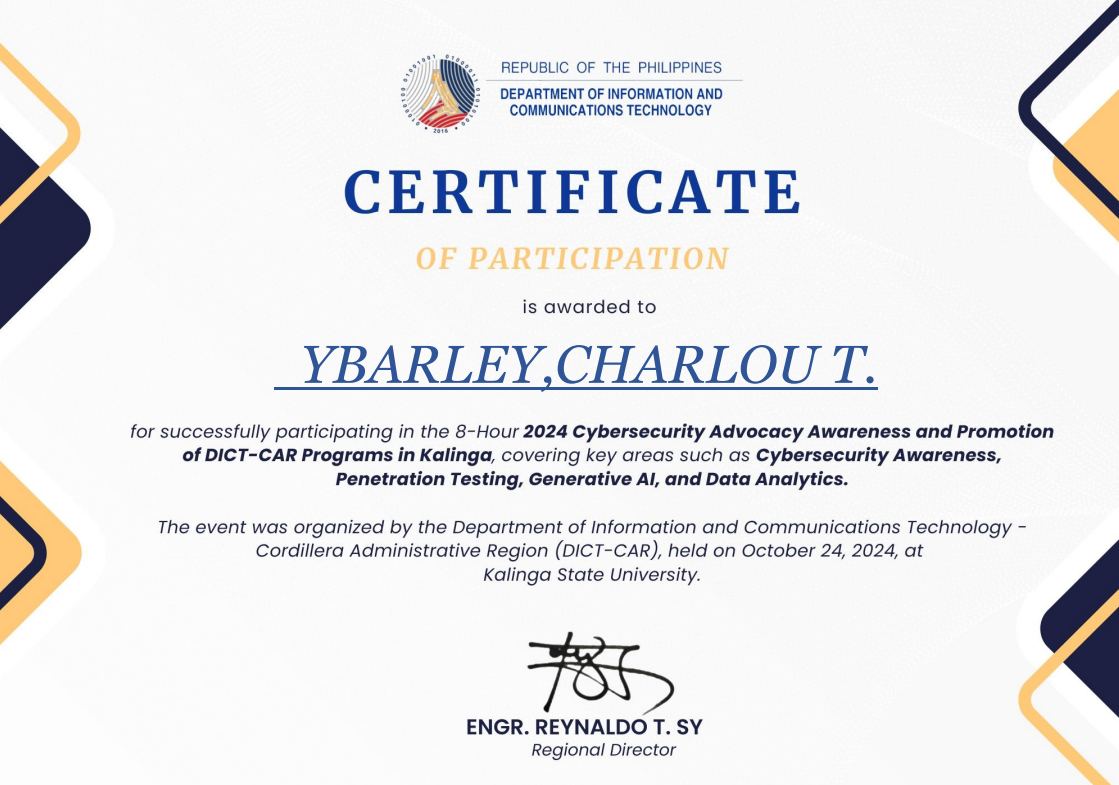 REPUBLIC OF THE PHILIPPINES
DEPARTMENT OF INFORMATION AND
COMMUNICATIONS TECHNOLOGY
2016
CERTIFICATE
OF PARTICIPATION
is awarded to
YBARLEY,CHARLOU T.
for successfully participating in the 8-Hour 2024 Cybersecurity Advocacy Awareness and Promotion
of DICT-CAR Programs in Kalinga, covering key areas such as Cybersecurity Awareness,
Penetration Testing, Generative AI, and Data Analytics.
The event was organized by the Department of Information and Communications Technology -
Cordillera Administrative Region (DICT-CAR), held on October 24, 2024, at
Kalinga State University.
ENGR. REYNALDO T. SY
Regional Director